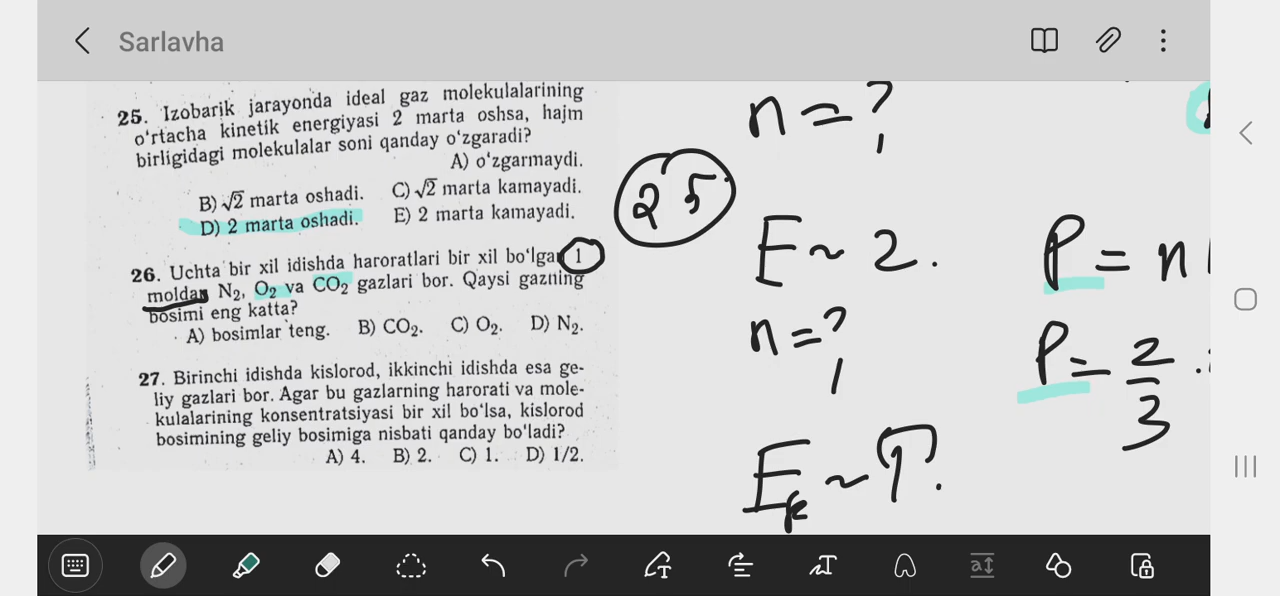 Sarlavha
25. Izobarik jarayonda ideal gaz molekulalarining
o'rtacha kinetik energiyasi 2 marta oshsa, hajm
birligidagi molekulalar soni qanday o'zgaradi?
A) o'zgarmaydi.
B) √2 marta oshadi. C) √2 marta kamayadi.
D) 2 marta oshadi. E) 2 marta kamayadi.
26. Uchta bir xil idishda haroratlari bir xil bo'lgan 1
moldan N₂, O₂ va CO₂ gazlari bor. Qaysi gazning
bosimi eng katta?
A) bosimlar teng. B) CO₂. C) O₂. D) N₂.
27. Birinchi idishda kislorod, ikkinchi idishda esa ge-
liy gazlari bor. Agar bu gazlarning harorati va mole-
kulalarining konsentratsiyasi bir xil bo'lsa, kislorod
bosimining geliy bosimiga nisbati qanday bo'ladi?
A) 4. B) 2. C) 1. D) 1/2.
n = ?
25
E ~ 2.
n = ?
E_k ~ T.
P = n
P = 2/3 ·